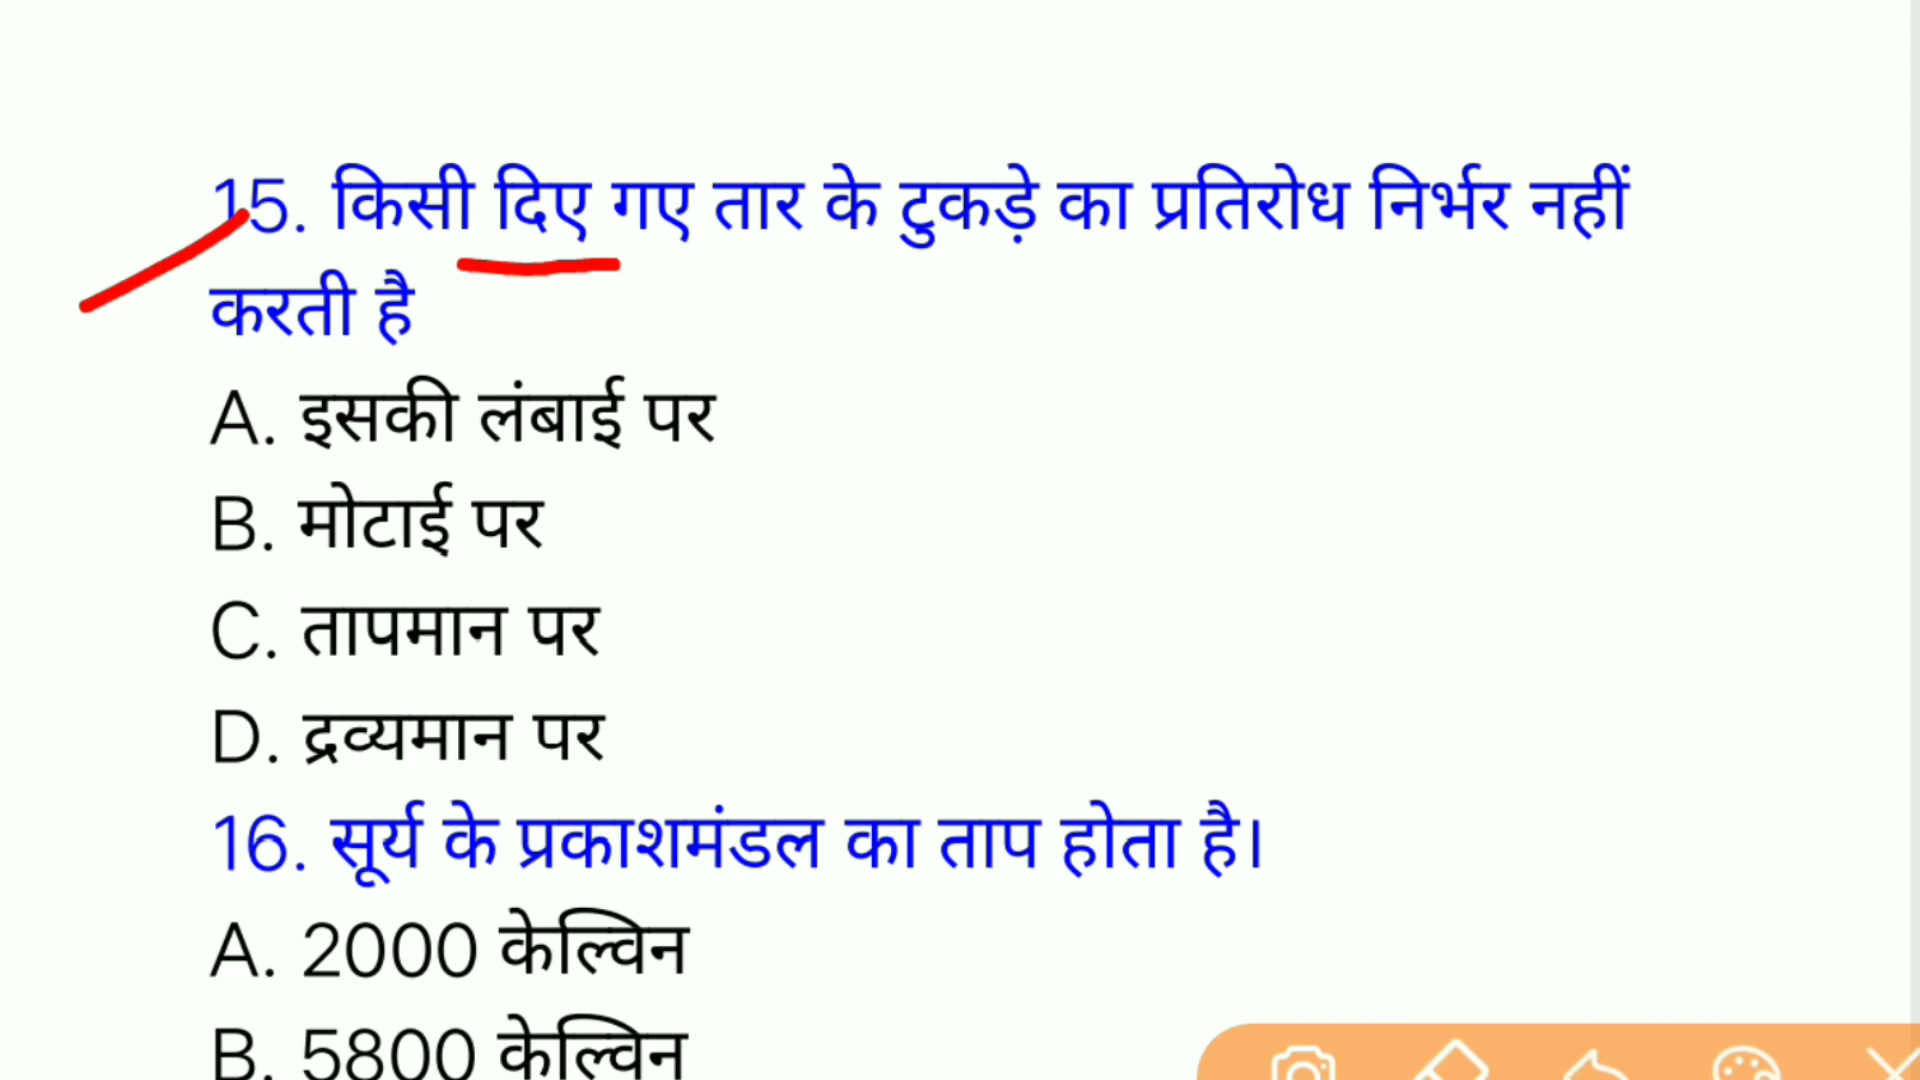 15. किसी दिए गए तार के टुकड़े का प्रतिरोध निर्भर नहीं
करती है
A. इसकी लंबाई पर
B. मोटाई पर
C. तापमान पर
D. द्रव्यमान पर
16. सूर्य के प्रकाशमंडल का ताप होता है।
A. 2000 केल्विन
B. 5800 केल्विन